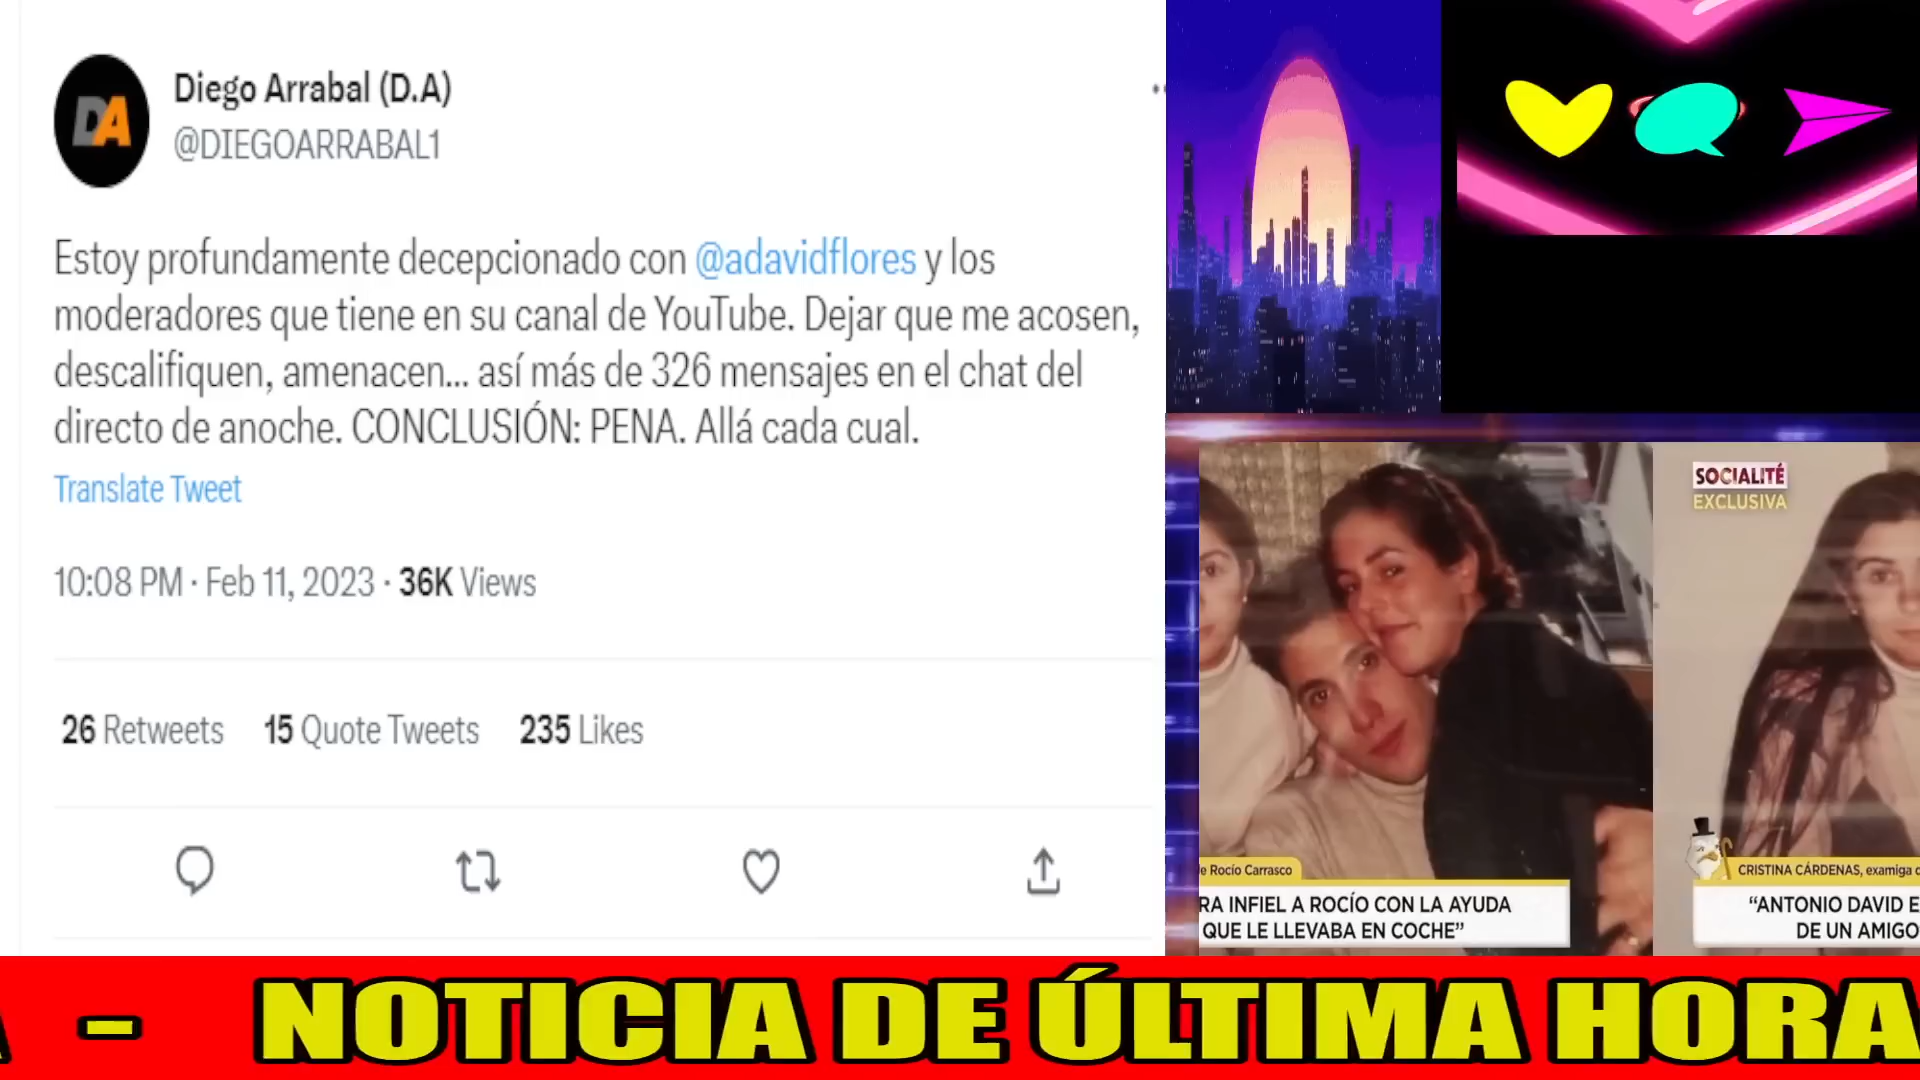 DA
Diego Arrabal (D.A)
@DIEGOARRABAL1
Estoy profundamente decepcionado con @adavidflores y los
moderadores que tiene en su canal de YouTube. Dejar que me acosen,
descalifiquen, amenacen... así más de 326 mensajes en el chat del
directo de anoche. CONCLUSIÓN: PENA. Allá cada cual.
Translate Tweet
10:08 PM · Feb 11, 2023 · 36K Views
26 Retweets 15 Quote Tweets 235 Likes
SOCIALITÉ
EXCLUSIVA
e Rocío Carrasco
RA INFIEL A ROCÍO CON LA AYUDA
QUE LE LLEVABA EN COCHE”
CRISTINA CÁRDENAS, examiga d
“ANTONIO DAVID E
DE UN AMIGO
- NOTICIA DE ÚLTIMA HORA